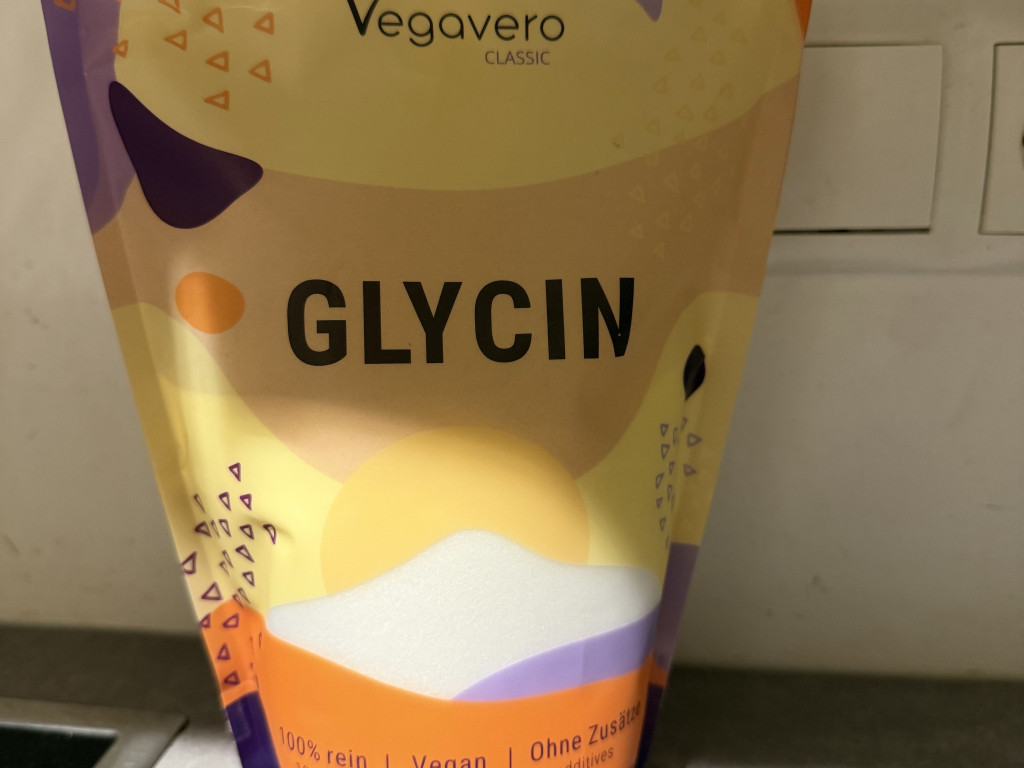 Vegavero
CLASSIC
GLYCIN
100% rein | Vegan | Ohne Zusätze